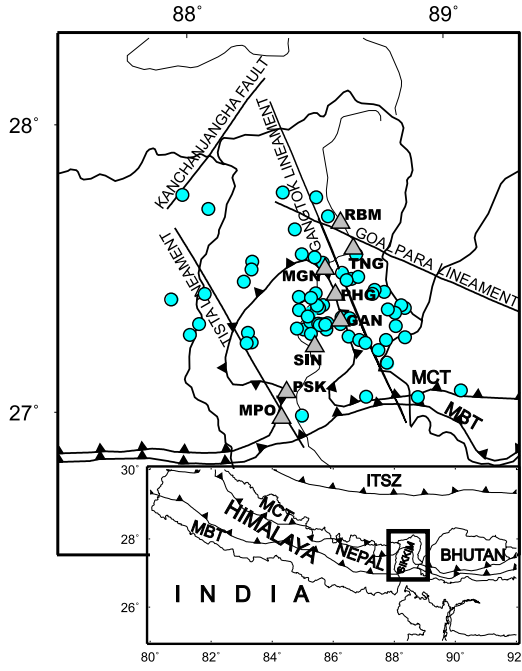 88°
89°
28°
27°
KANCHANJANGHA FAULT
GANGTOK LINEAMENT
TISTA LINEAMENT
GOALPARA LINEAMENT
RBM
TNG
MGN
PHG
GAN
SIN
PSK
MPO
MCT
MBT
30°
28°
26°
ITSZ
MCT
HIMALAYA
MBT
NEPAL
SIKKIM
BHUTAN
INDIA
80° 82° 84° 86° 88° 90° 92°